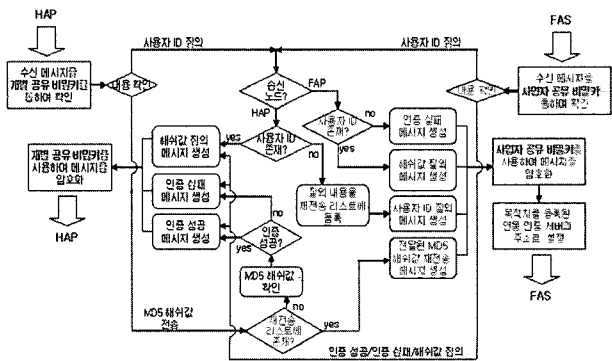 HAP
FAS
사용자 ID 질의
사용자 ID 질의
수신 메시지를
개별 공유 비밀키를
통하여 확인
내용 확인
송신
노드?
FAP
HAP
내용 확인
수신 메시지를
사업자 공유 비밀키를
통하여 확인
사용자 ID
존재?
no
yes
인증 실패
메시지 생성
해쉬값 질의
메시지 생성
yes
사용자 ID
존재?
no
해쉬값 질의
메시지 생성
개별 공유 비밀키를
사용하여 메시지를
암호화
HAP
인증 실패
메시지 생성
인증 성공
메시지 생성
no
yes
인증
성공?
질의 내용을
재전송 리스트에
등록
사용자 ID 질의
메시지 생성
사업자 공유 비밀키를
사용하여 메시지를
암호화
목적지를 등록된
연동 인증 서버의
주소로 설정
FAS
MD5 해쉬값
확인
no
전달된 MD5
해쉬값 재전송
메시지 생성
MD5 해쉬값
전송
재전송
리스트에
존재?
yes
인증 성공/인증 실패/해쉬값 질의